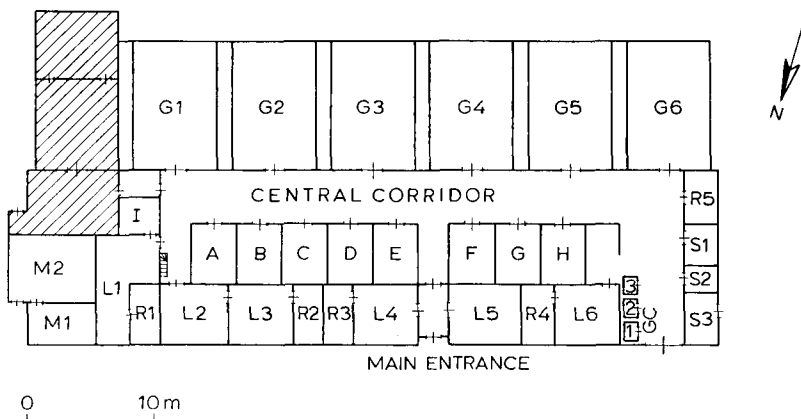 G1 G2 G3 G4 G5 G6
N
CENTRAL CORRIDOR
R5
I
A B C D E F G H
S1
M2
L1
S2
3
2
1
GC
M1
R1 L2 L3 R2 R3 L4 L5 R4 L6
S3
MAIN ENTRANCE
0 10 m